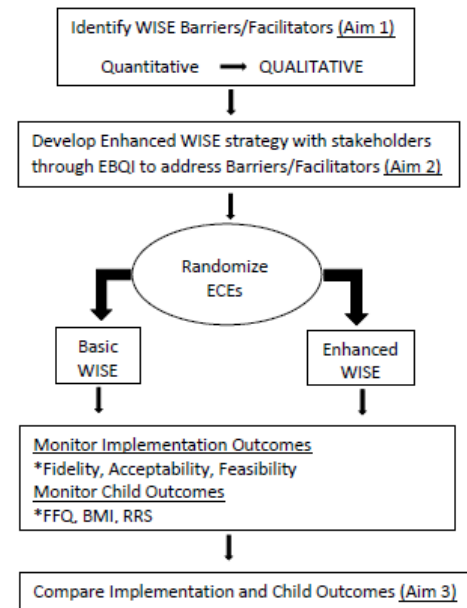 Identify WISE Barriers/Facilitators (Aim 1)
Quantitative → QUALITATIVE
Develop Enhanced WISE strategy with stakeholders
through EBQI to address Barriers/Facilitators (Aim 2)
Randomize
ECEs
Basic
WISE
Enhanced
WISE
Monitor Implementation Outcomes
*Fidelity, Acceptability, Feasibility
Monitor Child Outcomes
*FFQ, BMI, RRS
Compare Implementation and Child Outcomes (Aim 3)